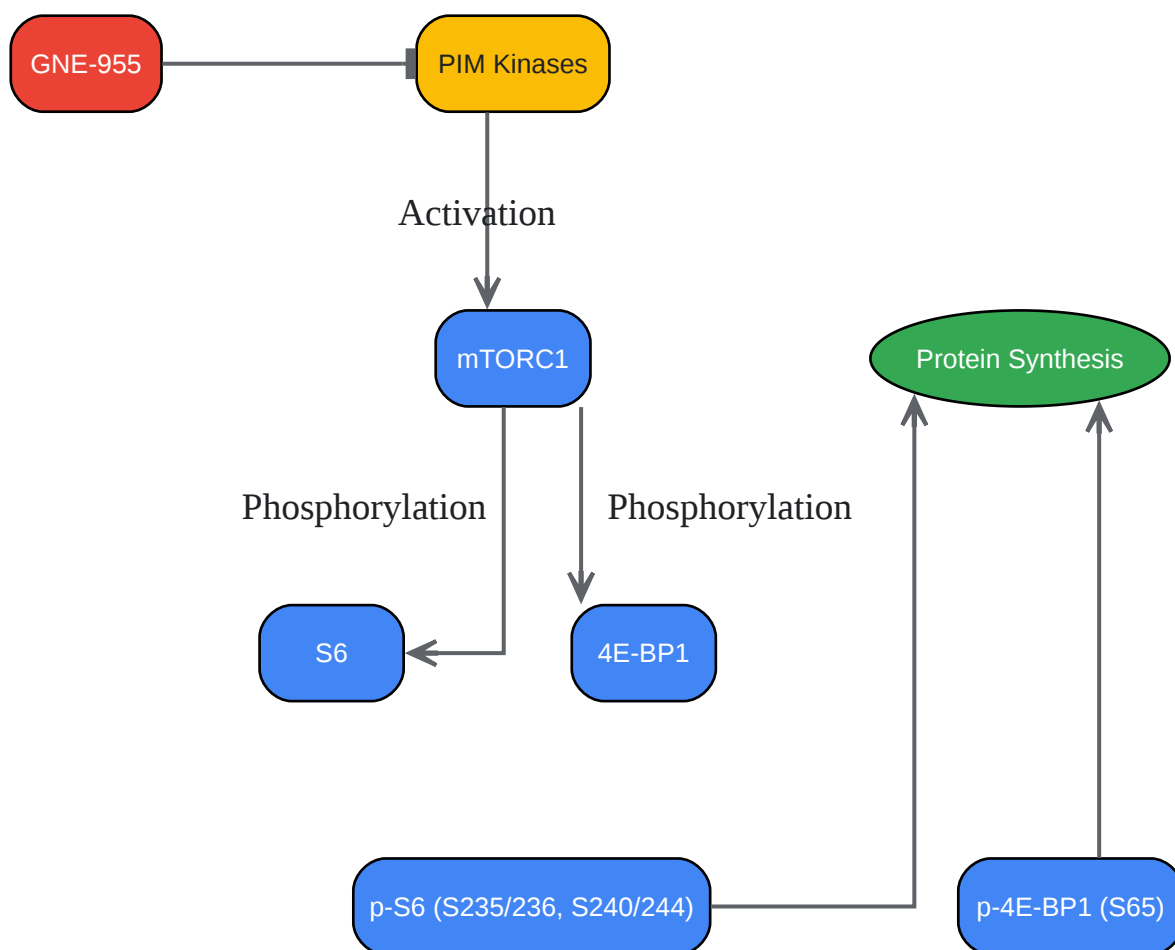 GNE-955
PIM Kinases
Activation
mTORC1
Protein Synthesis
Phosphorylation
Phosphorylation
S6
4E-BP1
p-S6 (S235/236, S240/244)
p-4E-BP1 (S65)